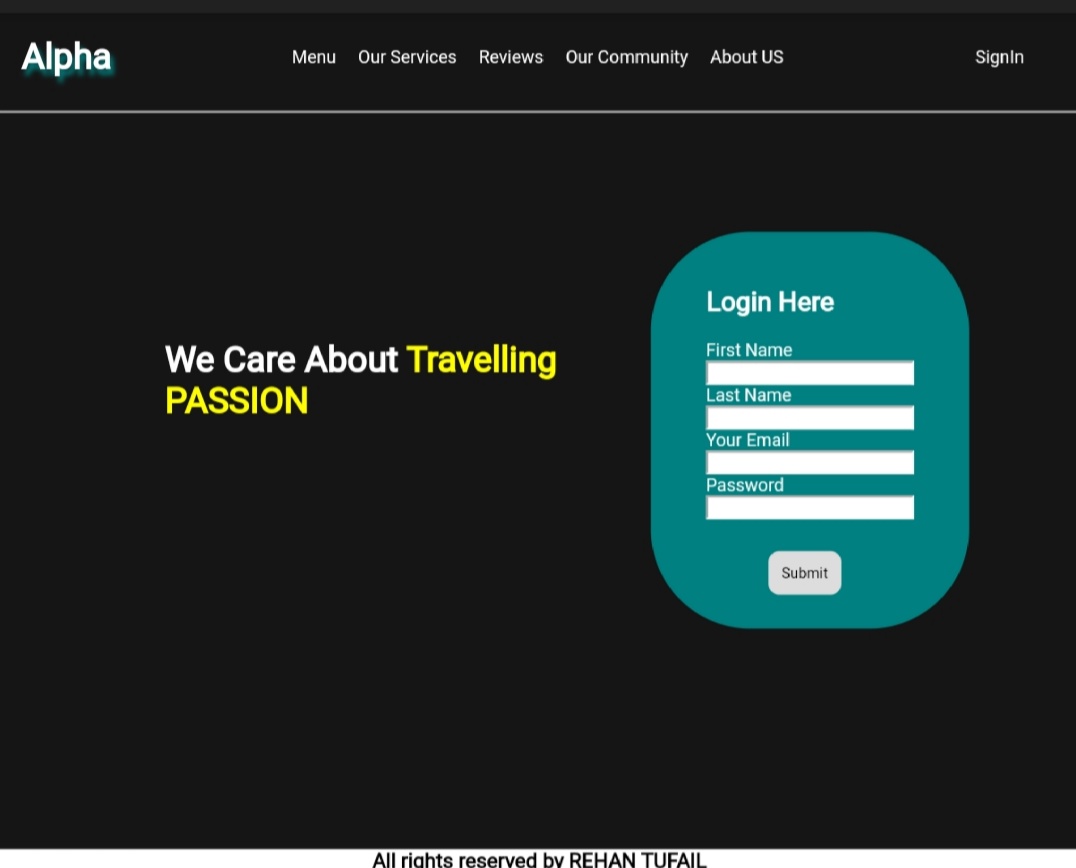 Alpha
Menu Our Services Reviews Our Community About US SignIn
We Care About Travelling
PASSION
Login Here
First Name
Last Name
Your Email
Password
Submit
All rights reserved by REHAN TUFAIL